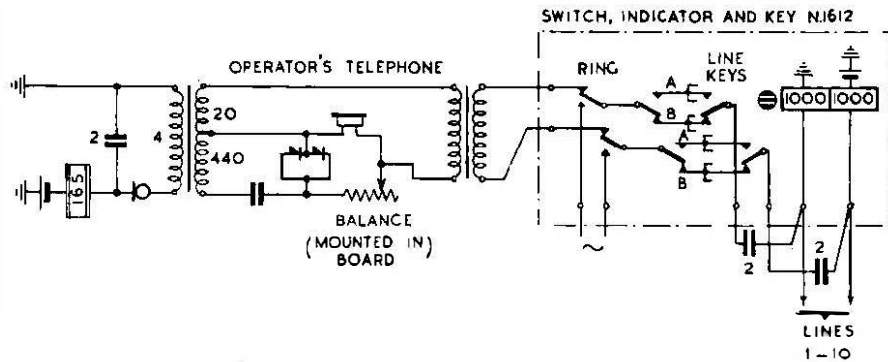 SWITCH, INDICATOR AND KEY N.1612
OPERATOR'S TELEPHONE
RING
LINE
KEYS
A
B
A
B
1000 1000
2
4
20
440
165
BALANCE
(MOUNTED IN
BOARD)
2
2
LINES
1-10